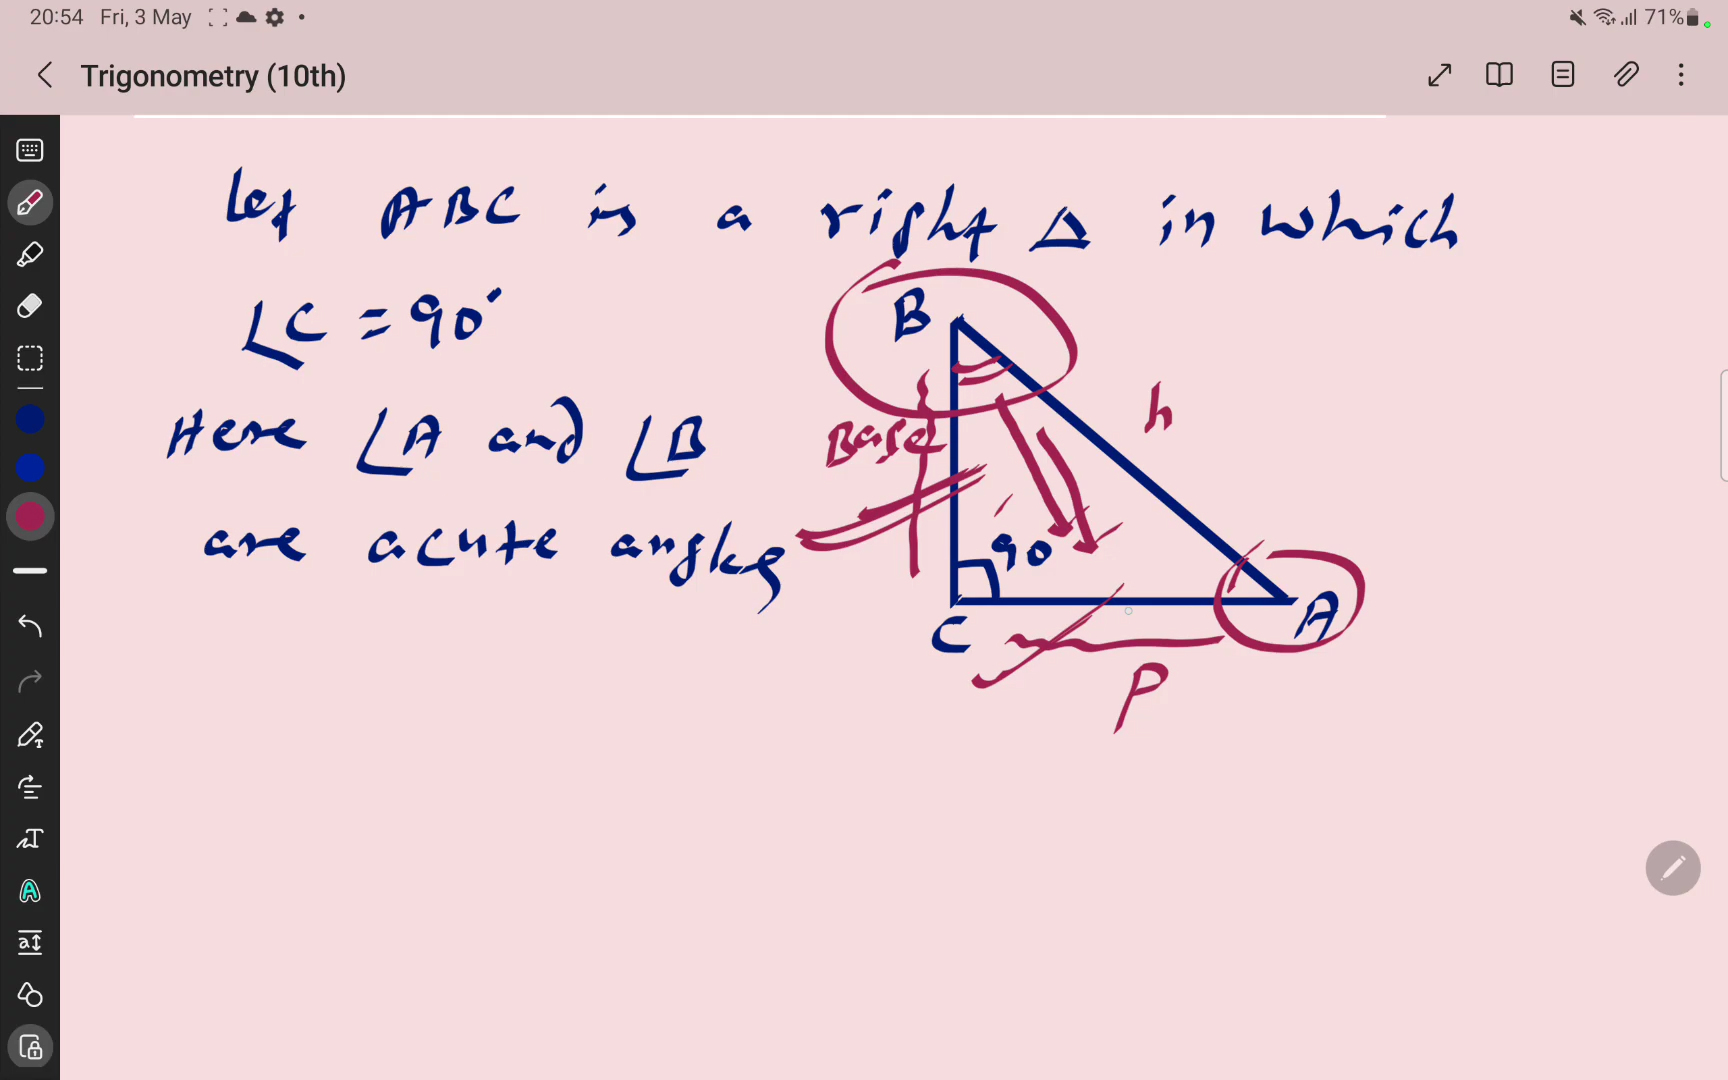 20:54 Fri, 3 May 71%
Trigonometry (10th)
Let ABC is a right Δ in which
∠C = 90°
B
h
Here ∠A and ∠B
Base
are acute angles
90
C
A
P